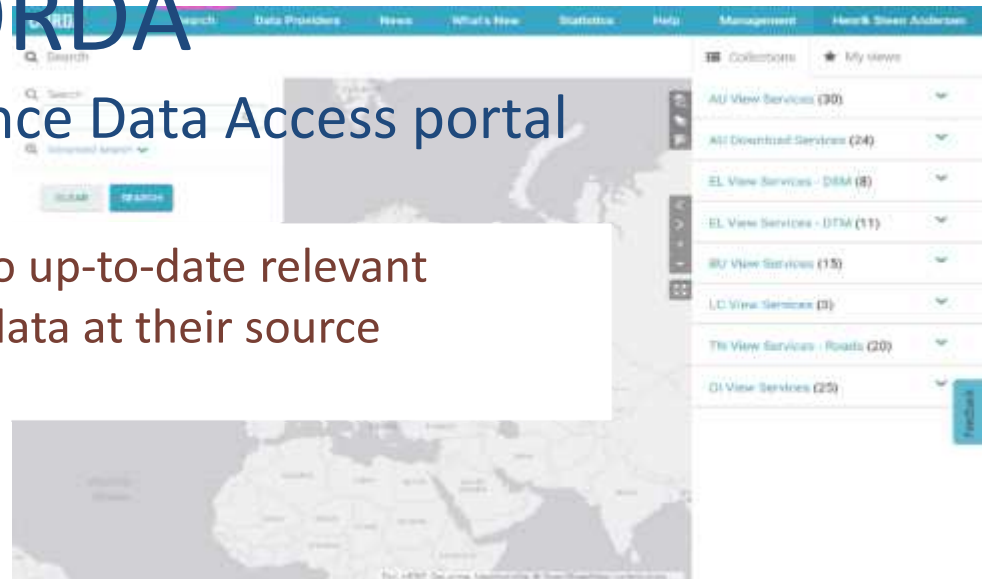 ORDA
Search Data Providers News What's New Statistics Help Management Henrik Steen Andersen
Search
Collections My views
Search
nce Data Access portal
Advanced search
CLEAR SEARCH
o up-to-date relevant
data at their source
AU View Services (30)
AU Download Services (24)
EL View Services - DSM (8)
EL View Services - DTM (11)
BU View Services (15)
LC View Services (3)
TN View Services - Roads (20)
OI View Services (25)
Feedback